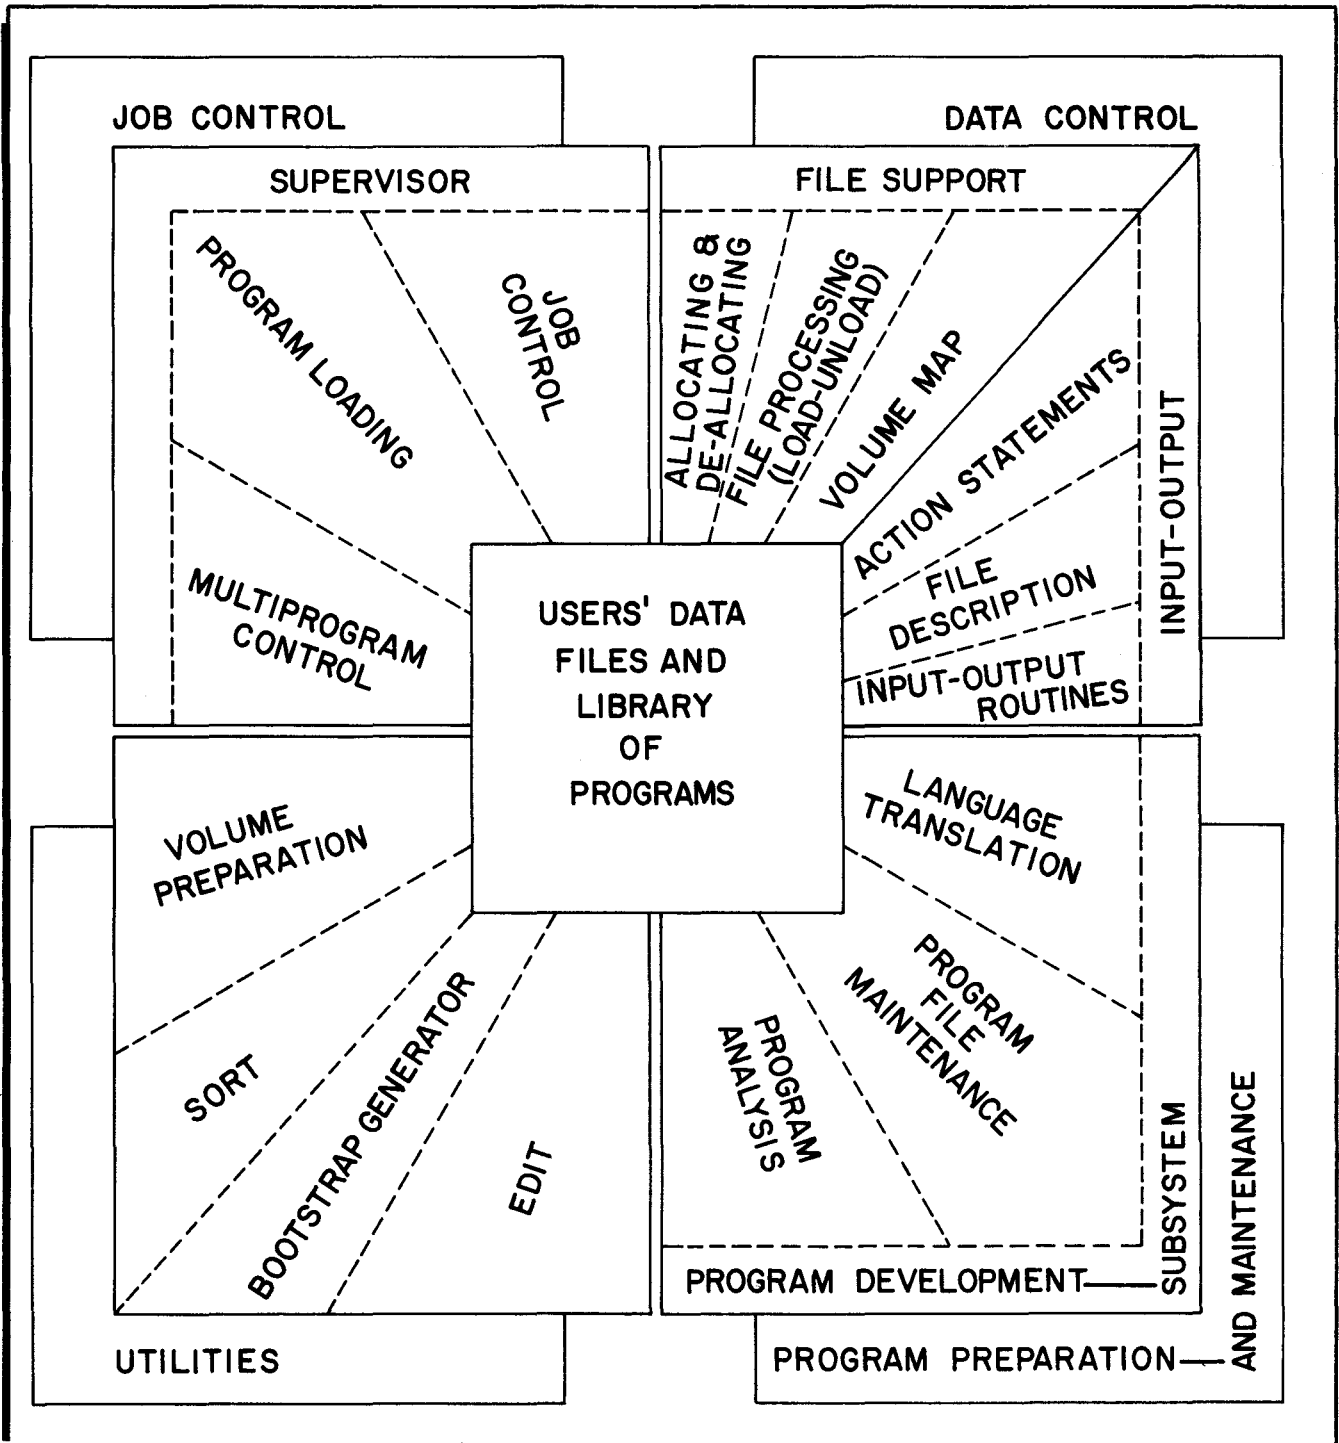 JOB CONTROL
SUPERVISOR
PROGRAM LOADING
JOB
CONTROL
MULTIPROGRAM
CONTROL
DATA CONTROL
FILE SUPPORT
ALLOCATING &
DE-ALLOCATING
FILE PROCESSING
(LOAD-UNLOAD)
VOLUME MAP
ACTION STATEMENTS
FILE
DESCRIPTION
INPUT-OUTPUT
ROUTINES
INPUT-OUTPUT
USERS' DATA
FILES AND
LIBRARY
OF
PROGRAMS
VOLUME
PREPARATION
SORT
BOOTSTRAP GENERATOR
EDIT
UTILITIES
LANGUAGE
TRANSLATION
PROGRAM
FILE
MAINTENANCE
PROGRAM
ANALYSIS
PROGRAM DEVELOPMENT—
SUBSYSTEM
PROGRAM PREPARATION—
AND MAINTENANCE